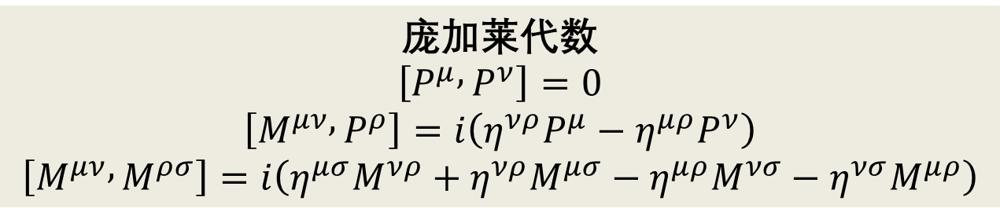 庞加莱代数
[P^μ, P^ν] = 0
[M^{μν}, P^ρ] = i(η^{νρ}P^μ − η^{μρ}P^ν)
[M^{μν}, M^{ρσ}] = i(η^{μσ}M^{νρ} + η^{νρ}M^{μσ} − η^{μρ}M^{νσ} − η^{νσ}M^{μρ})